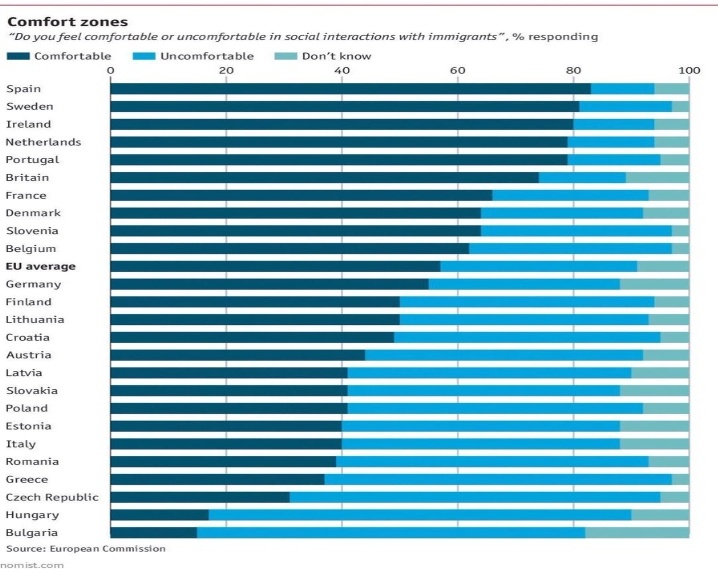 Comfort zones
“Do you feel comfortable or uncomfortable in social interactions with immigrants”, % responding
Comfortable Uncomfortable Don’t know
0 20 40 60 80 100
Spain
Sweden
Ireland
Netherlands
Portugal
Britain
France
Denmark
Slovenia
Belgium
EU average
Germany
Finland
Lithuania
Croatia
Austria
Latvia
Slovakia
Poland
Estonia
Italy
Romania
Greece
Czech Republic
Hungary
Bulgaria
Source: European Commission
nomist.com